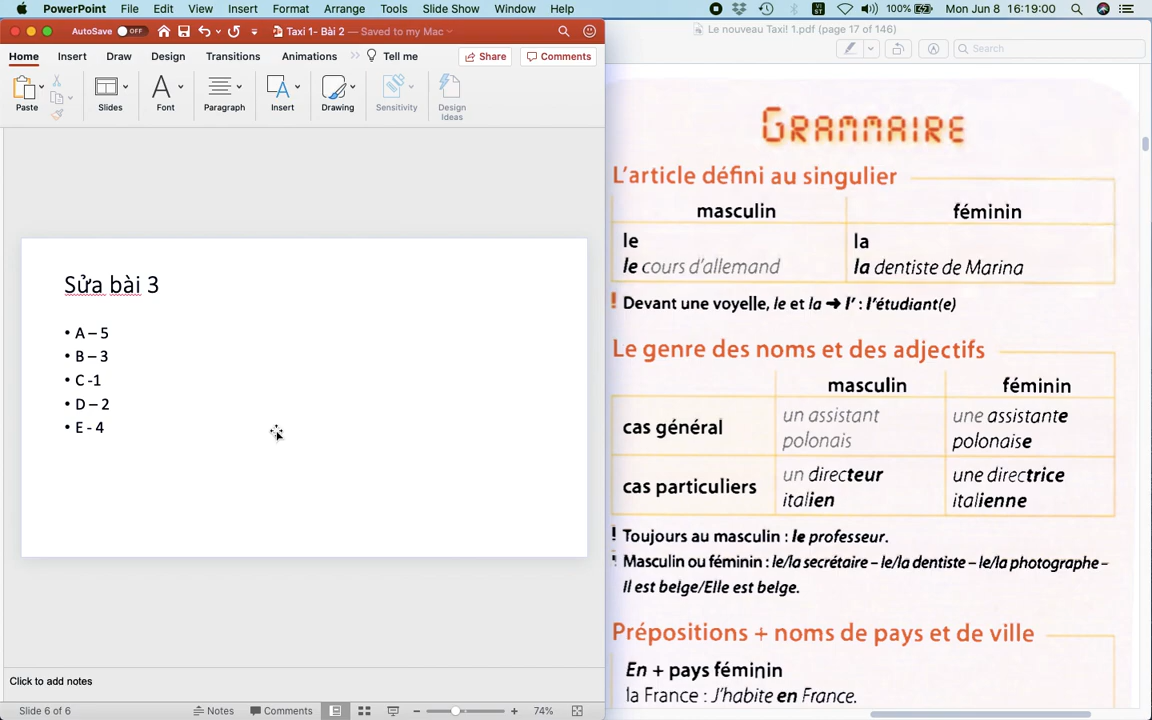 PowerPoint File Edit View Insert Format Arrange Tools Slide Show Window Help 100% Mon Jun 8 16:19:00
AutoSave OFF Taxi 1- Bài 2 — Saved to my Mac
Home Insert Draw Design Transitions Animations >> Tell me Share Comments
Paste Slides Font Paragraph Insert Drawing Sensitivity Design Ideas
Sửa bài 3
• A – 5
• B – 3
• C -1
• D – 2
• E - 4
Click to add notes
Slide 6 of 6 Notes Comments 74%
Le nouveau Taxi! 1.pdf (page 17 of 146)
Search
GRAMMAIRE
L'article défini au singulier
masculin féminin
le la
le cours d'allemand la dentiste de Marina
! Devant une voyelle, le et la ➔ l' : l'étudiant(e)
Le genre des noms et des adjectifs
masculin féminin
cas général un assistant une assistante
polonais polonaise
cas particuliers un directeur une directrice
italien italienne
! Toujours au masculin : le professeur.
! Masculin ou féminin : le/la secrétaire – le/la dentiste – le/la photographe –
Il est belge/Elle est belge.
Prépositions + noms de pays et de ville
En + pays féminin
la France : J'habite en France.